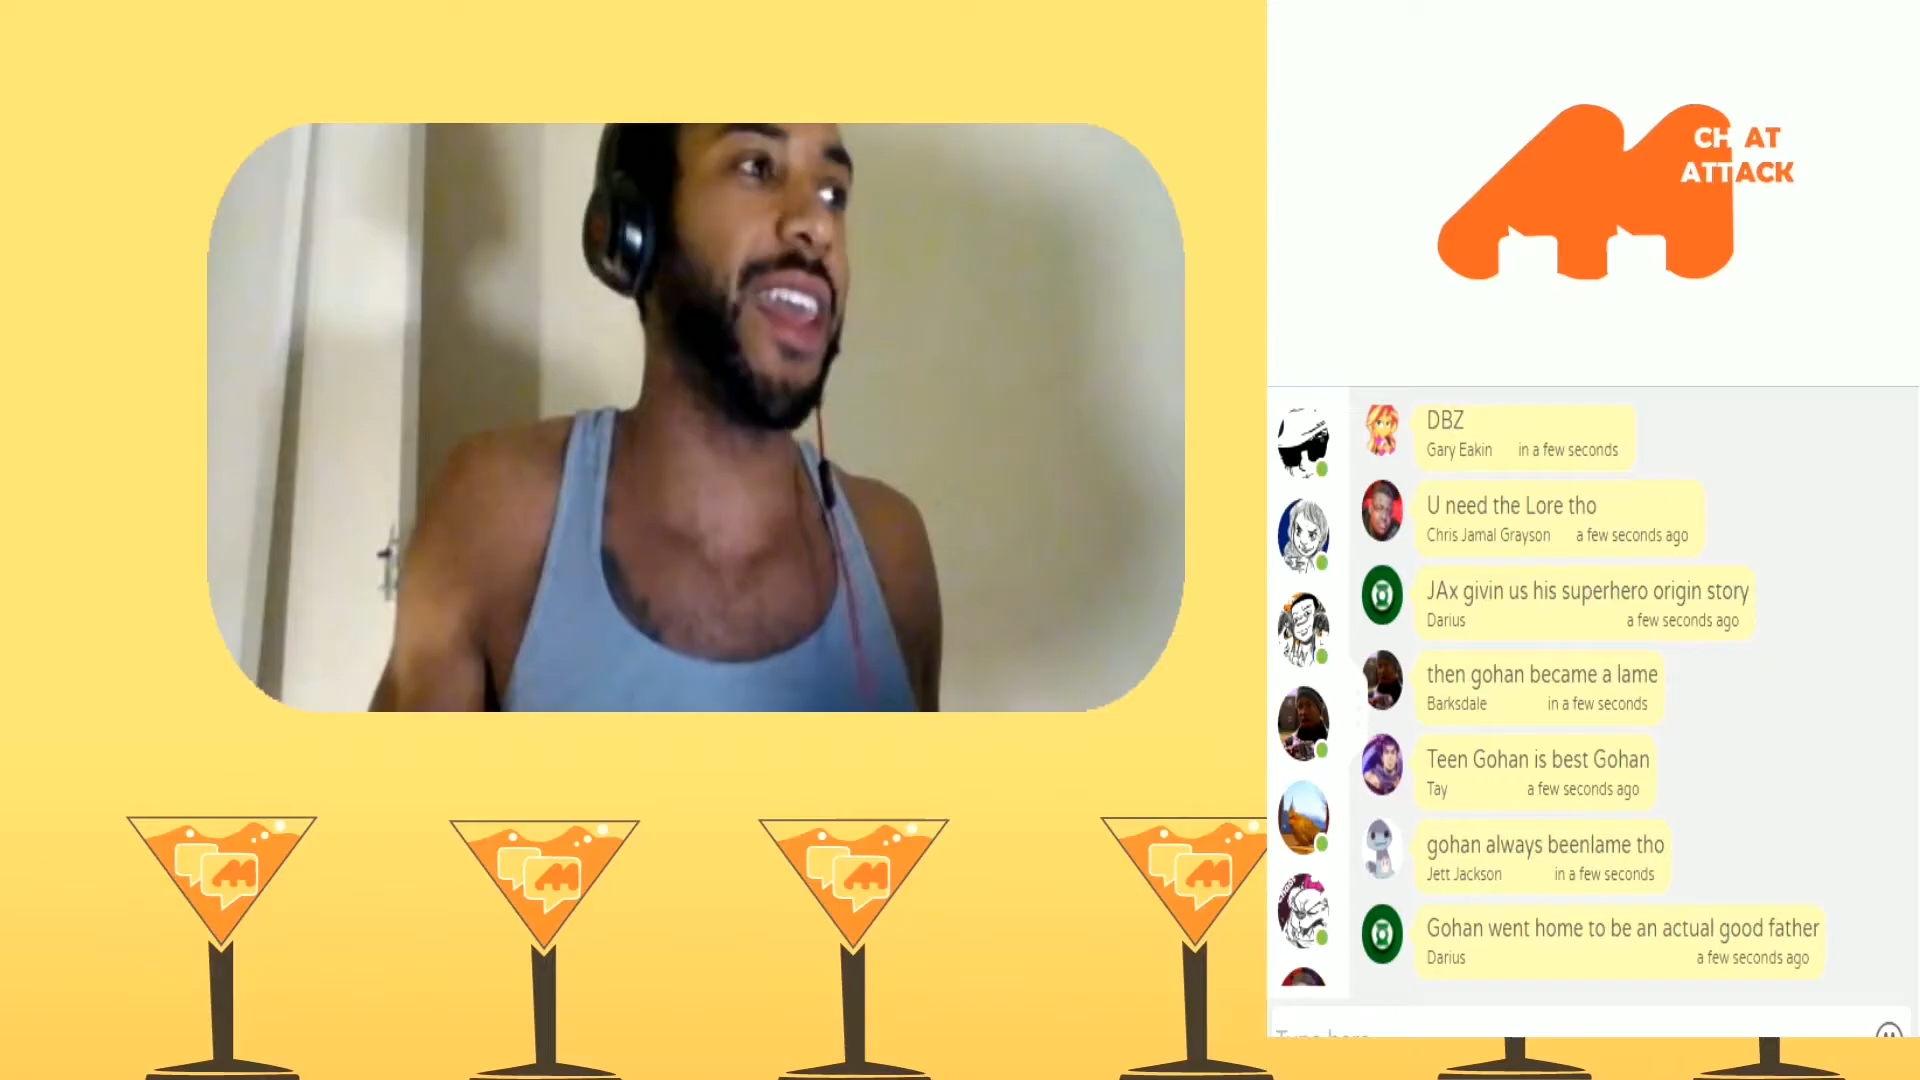 CHAT
ATTACK
DBZ
Gary Eakin in a few seconds
U need the Lore tho
Chris Jamal Grayson a few seconds ago
JAx givin us his superhero origin story
Darius a few seconds ago
then gohan became a lame
Barksdale in a few seconds
Teen Gohan is best Gohan
Tay a few seconds ago
gohan always beenlame tho
Jett Jackson in a few seconds
Gohan went home to be an actual good father
Darius a few seconds ago